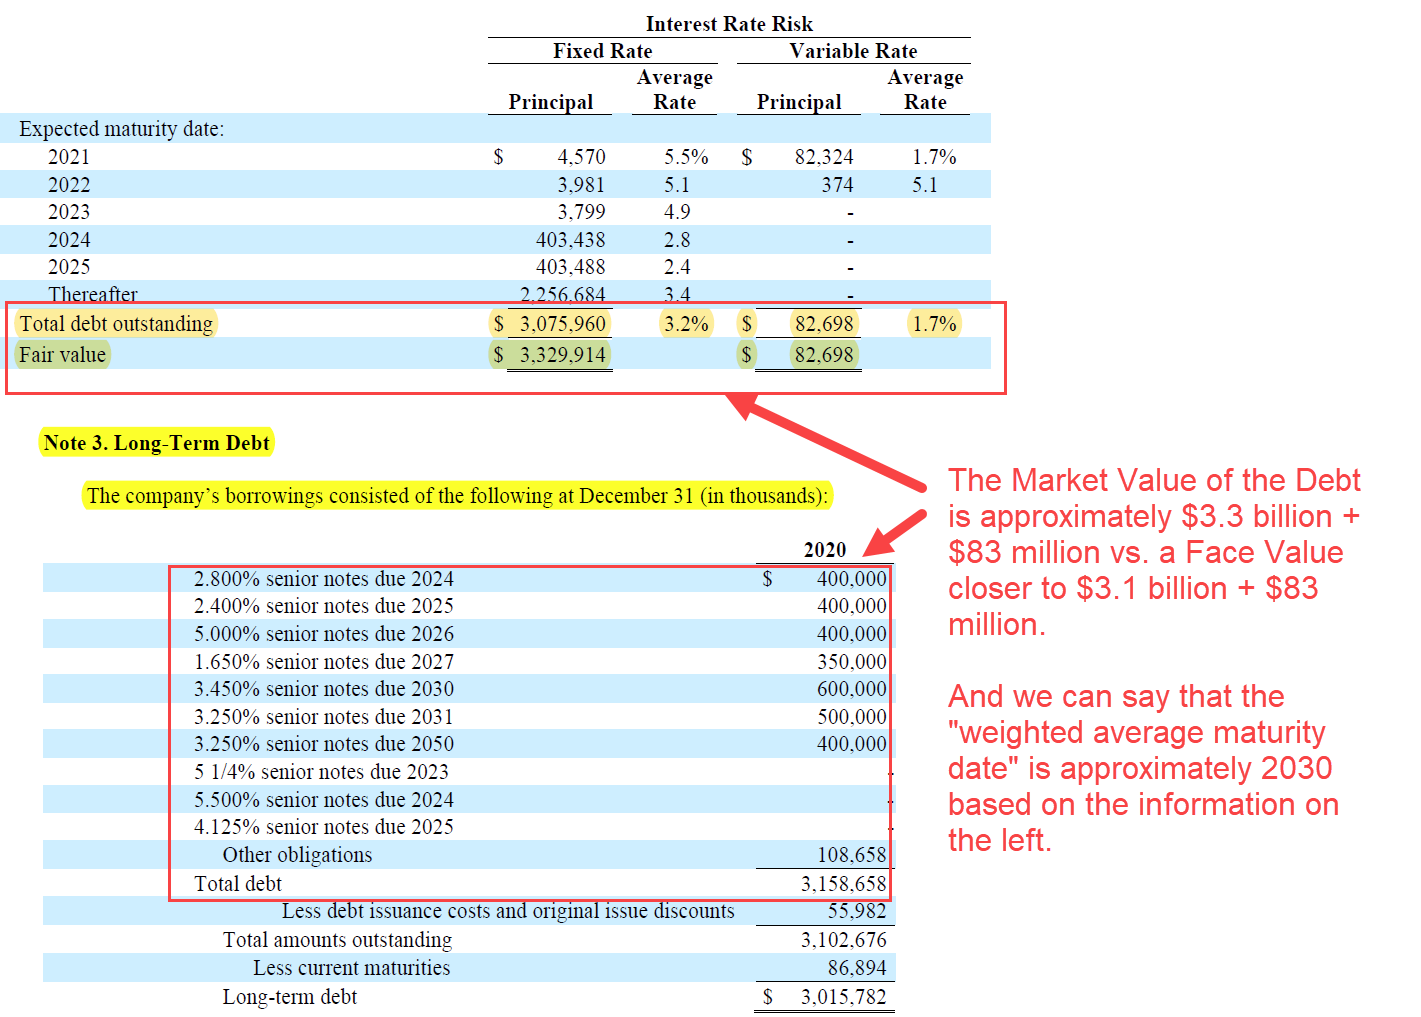 Interest Rate Risk
Fixed Rate Variable Rate
Average Average
Principal Rate Principal Rate
Expected maturity date:
2021 $ 4,570 5.5% $ 82,324 1.7%
2022 3,981 5.1 374 5.1
2023 3,799 4.9 -
2024 403,438 2.8 -
2025 403,488 2.4 -
Thereafter 2,256,684 3.4 -
Total debt outstanding $ 3,075,960 3.2% $ 82,698 1.7%
Fair value $ 3,329,914 $ 82,698
Note 3. Long-Term Debt
The company's borrowings consisted of the following at December 31 (in thousands):
2020
2.800% senior notes due 2024 $ 400,000
2.400% senior notes due 2025 400,000
5.000% senior notes due 2026 400,000
1.650% senior notes due 2027 350,000
3.450% senior notes due 2030 600,000
3.250% senior notes due 2031 500,000
3.250% senior notes due 2050 400,000
5 1/4% senior notes due 2023 -
5.500% senior notes due 2024 -
4.125% senior notes due 2025 -
Other obligations 108,658
Total debt 3,158,658
Less debt issuance costs and original issue discounts 55,982
Total amounts outstanding 3,102,676
Less current maturities 86,894
Long-term debt $ 3,015,782
The Market Value of the Debt
is approximately $3.3 billion +
$83 million vs. a Face Value
closer to $3.1 billion + $83
million.
And we can say that the
"weighted average maturity
date" is approximately 2030
based on the information on
the left.